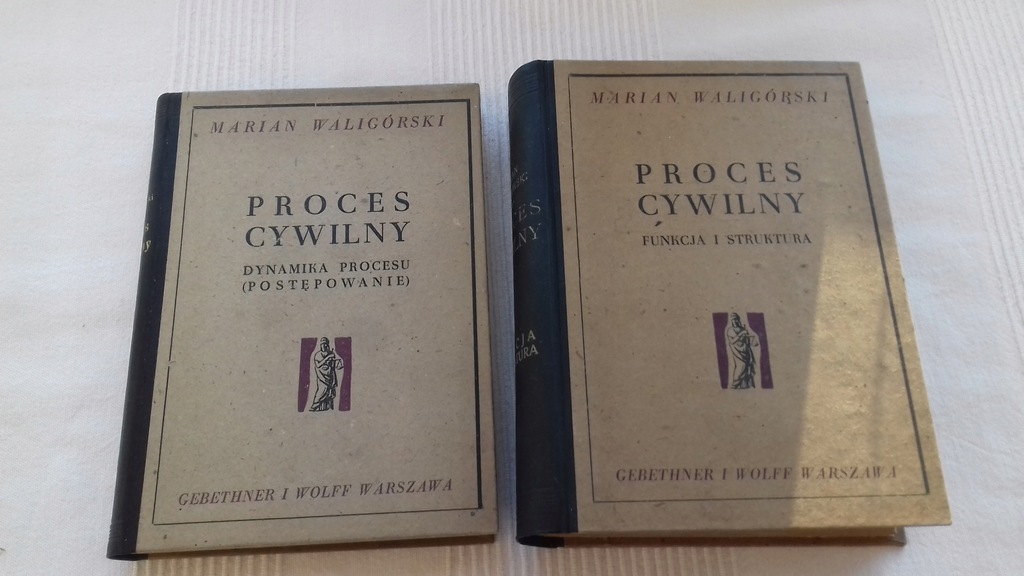 MARIAN WALIGÓRSKI
PROCES
CYWILNY
DYNAMIKA PROCESU
(POSTĘPOWANIE)
GEBETHNER I WOLFF WARSZAWA
MARIAN WALIGÓRSKI
PROCES
CYWILNY
FUNKCJA I STRUKTURA
GEBETHNER I WOLFF WARSZAWA